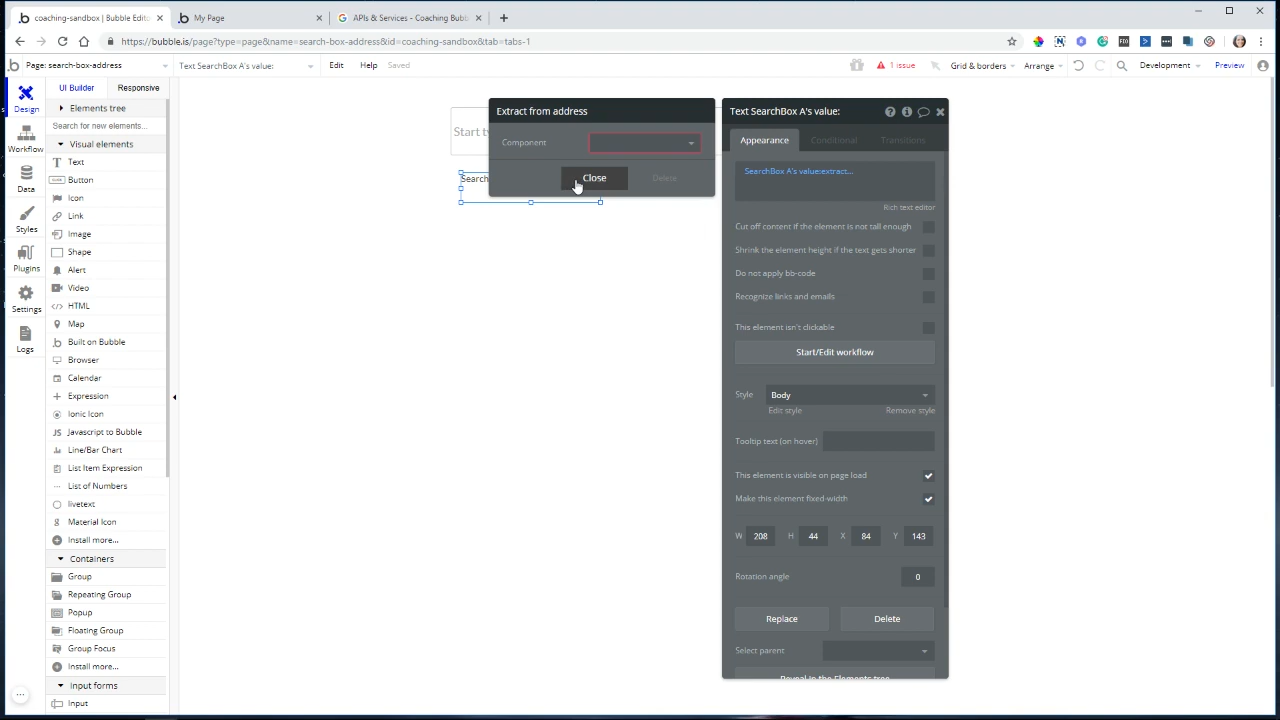 coaching-sandbox | Bubble Edito
My Page
APIs & Services - Coaching Bubb
https://bubble.is/page?type=page&name=search-box-address&id=coaching-sandbox&tab=tabs-1
Page: search-box-address
Text SearchBox A's value:
Edit
Help
Saved
1 issue
Grid & borders
Arrange
Development
Preview
Design
Workflow
Data
Styles
Plugins
Settings
Logs
UI Builder
Responsive
Elements tree
Search for new elements...
Visual elements
Text
Button
Icon
Link
Image
Shape
Alert
Video
HTML
Map
Built on Bubble
Browser
Calendar
Expression
Ionic Icon
Javascript to Bubble
Line/Bar Chart
List Item Expression
List of Numbers
livetext
Material Icon
Install more...
Containers
Group
Repeating Group
Popup
Floating Group
Group Focus
Install more...
Input forms
Input
Start ty
Search
Extract from address
Component
Close
Delete
Text SearchBox A's value:
Appearance
Conditional
Transitions
SearchBox A's value:extract...
Rich text editor
Cut off content if the element is not tall enough
Shrink the element height if the text gets shorter
Do not apply bb-code
Recognize links and emails
This element isn't clickable
Start/Edit workflow
Style
Body
Edit style
Remove style
Tooltip text (on hover)
This element is visible on page load
Make this element fixed-width
W 208 H 44 X 84 Y 143
Rotation angle
0
Replace
Delete
Select parent
Reveal in the Elements tree